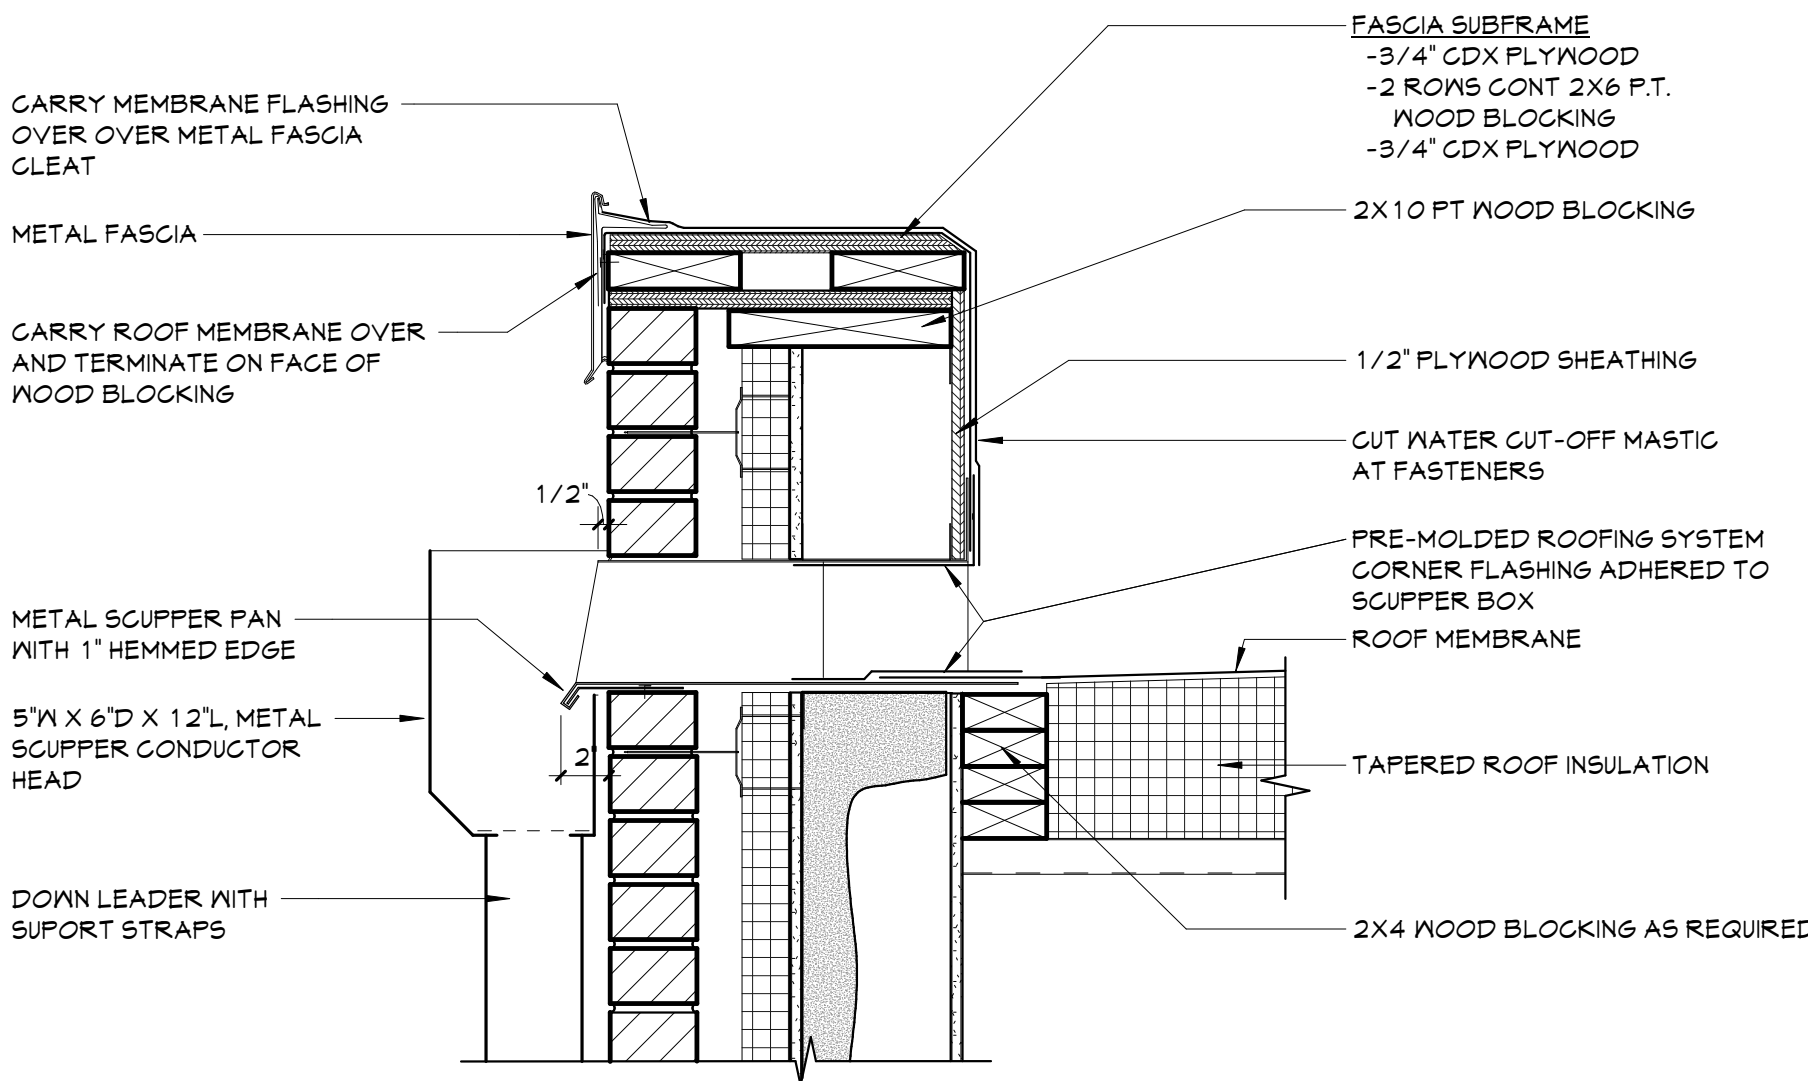 CARRY MEMBRANE FLASHING
OVER OVER METAL FASCIA
CLEAT
METAL FASCIA
CARRY ROOF MEMBRANE OVER
AND TERMINATE ON FACE OF
WOOD BLOCKING
1/2"
METAL SCUPPER PAN
WITH 1" HEMMED EDGE
5"W X 6"D X 12"L, METAL
SCUPPER CONDUCTOR
HEAD
2"
DOWN LEADER WITH
SUPORT STRAPS
FASCIA SUBFRAME
-3/4" CDX PLYWOOD
-2 ROWS CONT 2X6 P.T.
WOOD BLOCKING
-3/4" CDX PLYWOOD
2X10 PT WOOD BLOCKING
1/2" PLYWOOD SHEATHING
CUT WATER CUT-OFF MASTIC
AT FASTENERS
PRE-MOLDED ROOFING SYSTEM
CORNER FLASHING ADHERED TO
SCUPPER BOX
ROOF MEMBRANE
TAPERED ROOF INSULATION
2X4 WOOD BLOCKING AS REQUIRED